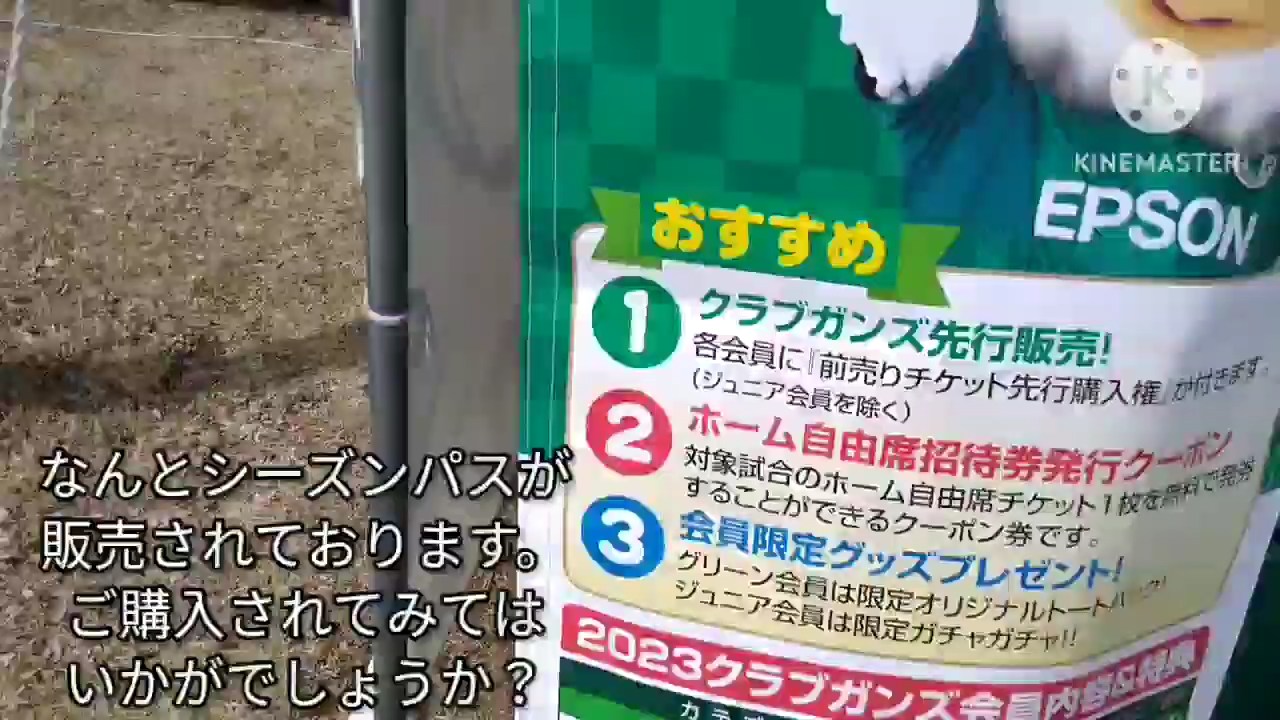 K
KINEMASTER
EPSON
おすすめ
1 クラブガンズ先行販売!
各会員に『前売りチケット先行購入権』が付きます。
(ジュニア会員を除く)
2 ホーム自由席招待券発行クーポン
対象試合のホーム自由席チケット1枚を無料で発券
することができるクーポン券です。
3 会員限定グッズプレゼント!
グリーン会員は限定オリジナルトートバッグ!
ジュニア会員は限定ガチャガチャ!!
2023クラブガンズ会員内容&特典
なんとシーズンパスが
販売されております。
ご購入されてみては
いかがでしょうか？